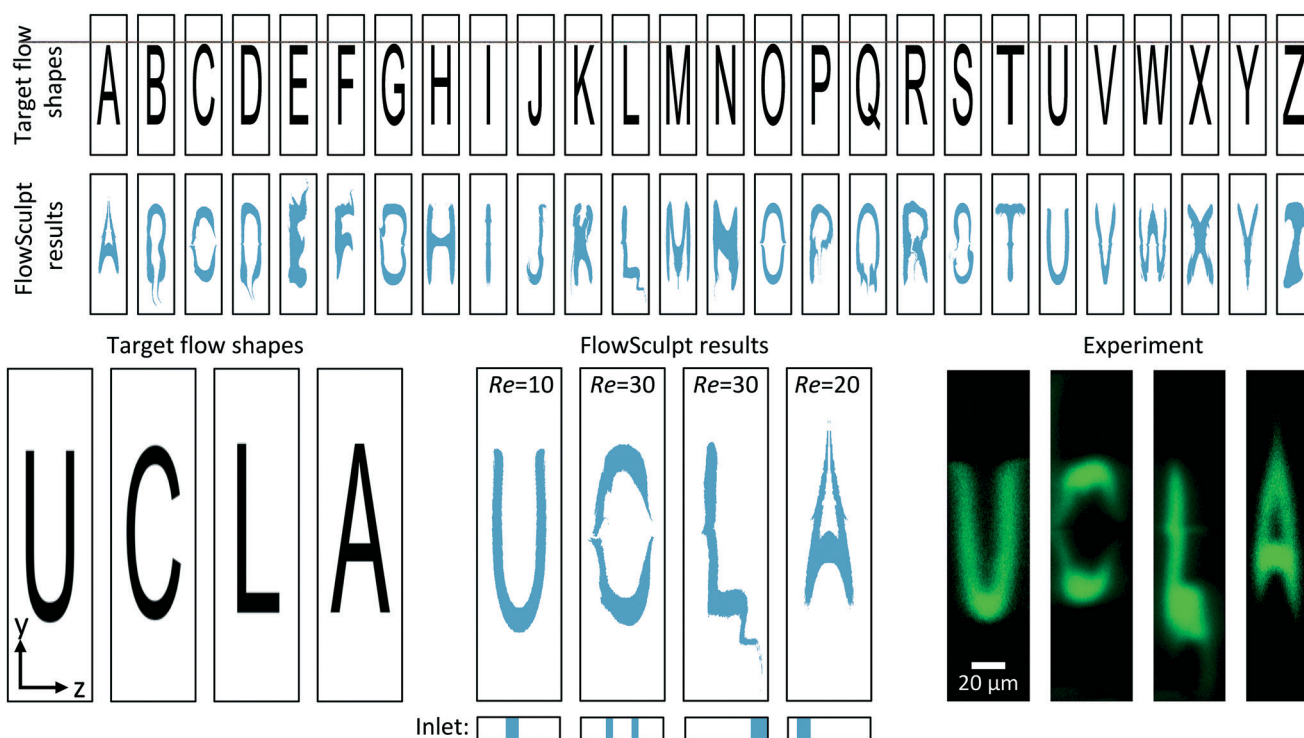 Target flow
shapes
A B C D E F G H I J K L M N O P Q R S T U V W X Y Z
FlowSculpt
results
A B C D E F G H I J K L M N O P Q R S T U V W X Y Z
Target flow shapes
FlowSculpt results
Experiment
Re=10 Re=30 Re=30 Re=20
U C L A
U C L A
U C L A
y
z
20 µm
Inlet: